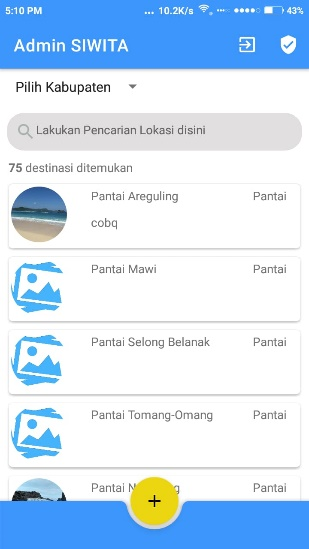 5:10 PM ... 10.2K/s 43%
Admin SIWITA
Pilih Kabupaten
Lakukan Pencarian Lokasi disini
75 destinasi ditemukan
Pantai Areguling Pantai
cobq
Pantai Mawi Pantai
Pantai Selong Belanak Pantai
Pantai Tomang-Omang Pantai
Pantai Pantai
+